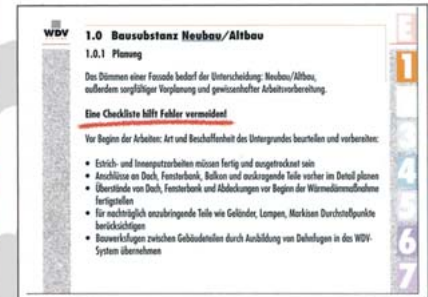 WDV
1.0 Bausubstanz Neubau/Altbau
1.0.1 Planung
Das Dämmen einer Fassade bedarf der Unterscheidung: Neubau/Altbau,
außerdem sorgfältiger Vorplanung und gewissenhafter Arbeitsvorbereitung.
Eine Checkliste hilft Fehler vermeiden!
Vor Beginn der Arbeiten: Art und Beschaffenheit des Untergrundes beurteilen und vorbereiten:
• Estrich- und Innenputzarbeiten müssen fertig und ausgetrocknet sein
• Anschlüsse an Dach, Fensterbank, Balkon und auskragende Teile vorher im Detail planen
• Überstände von Dach, Fensterbank und Abdeckungen vor Beginn der Wärmedämmaßnahme
fertigstellen
• für nachträglich anzubringende Teile wie Geländer, Lampen, Markisen Durchstoßpunkte
berücksichtigen
• Bauwerksfugen zwischen Gebäudeteilen durch Ausbildung von Dehnfugen in das WDV-
System übernehmen
E
1
3
4
5
6
7